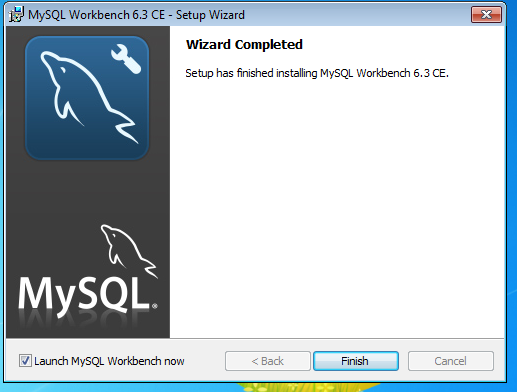 MySQL Workbench 6.3 CE - Setup Wizard
Wizard Completed
Setup has finished installing MySQL Workbench 6.3 CE.
MySQL®
Launch MySQL Workbench now
< Back
Finish
Cancel